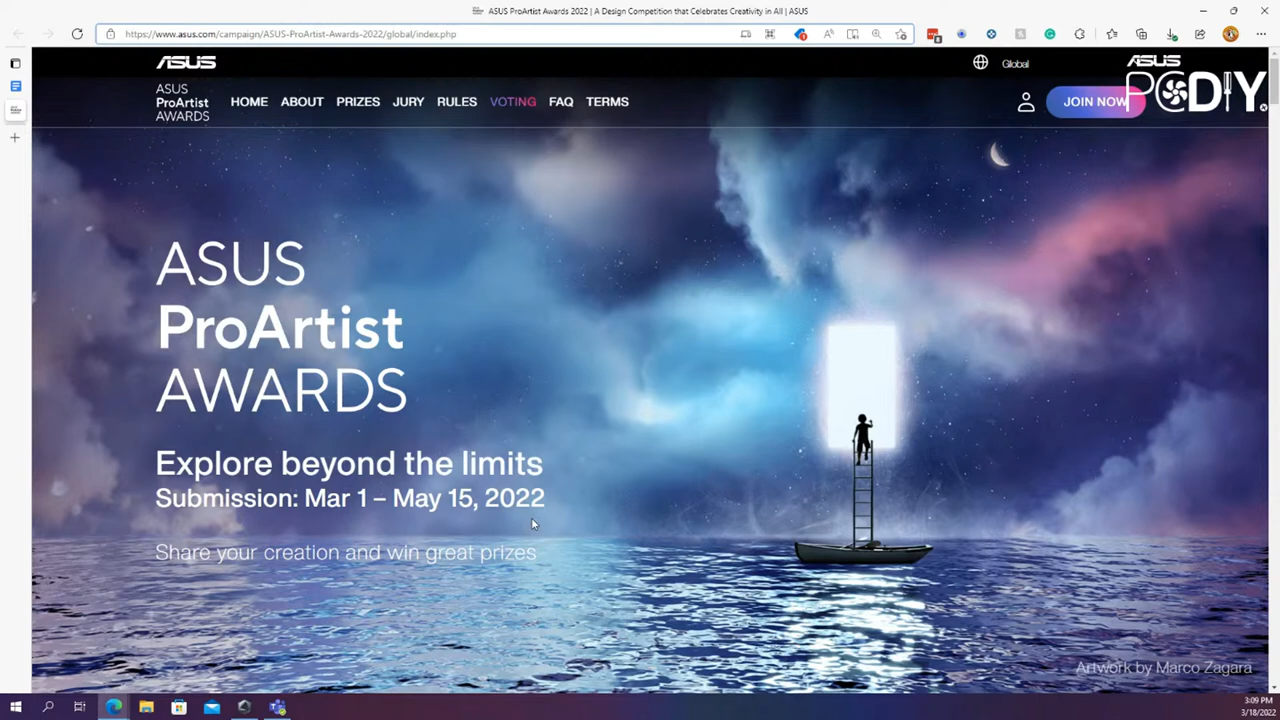 ASUS ProArtist Awards 2022 | A Design Competition that Celebrates Creativity in All | ASUS
https://www.asus.com/campaign/ASUS-ProArtist-Awards-2022/global/index.php
ASUS
Global
ASUS
PCDIY.
ASUS
ProArtist
AWARDS
HOME ABOUT PRIZES JURY RULES VOTING FAQ TERMS
JOIN NOW
ASUS
ProArtist
AWARDS
Explore beyond the limits
Submission: Mar 1 – May 15, 2022
Share your creation and win great prizes
Artwork by Marco Zagara
3:09 PM
3/18/2022